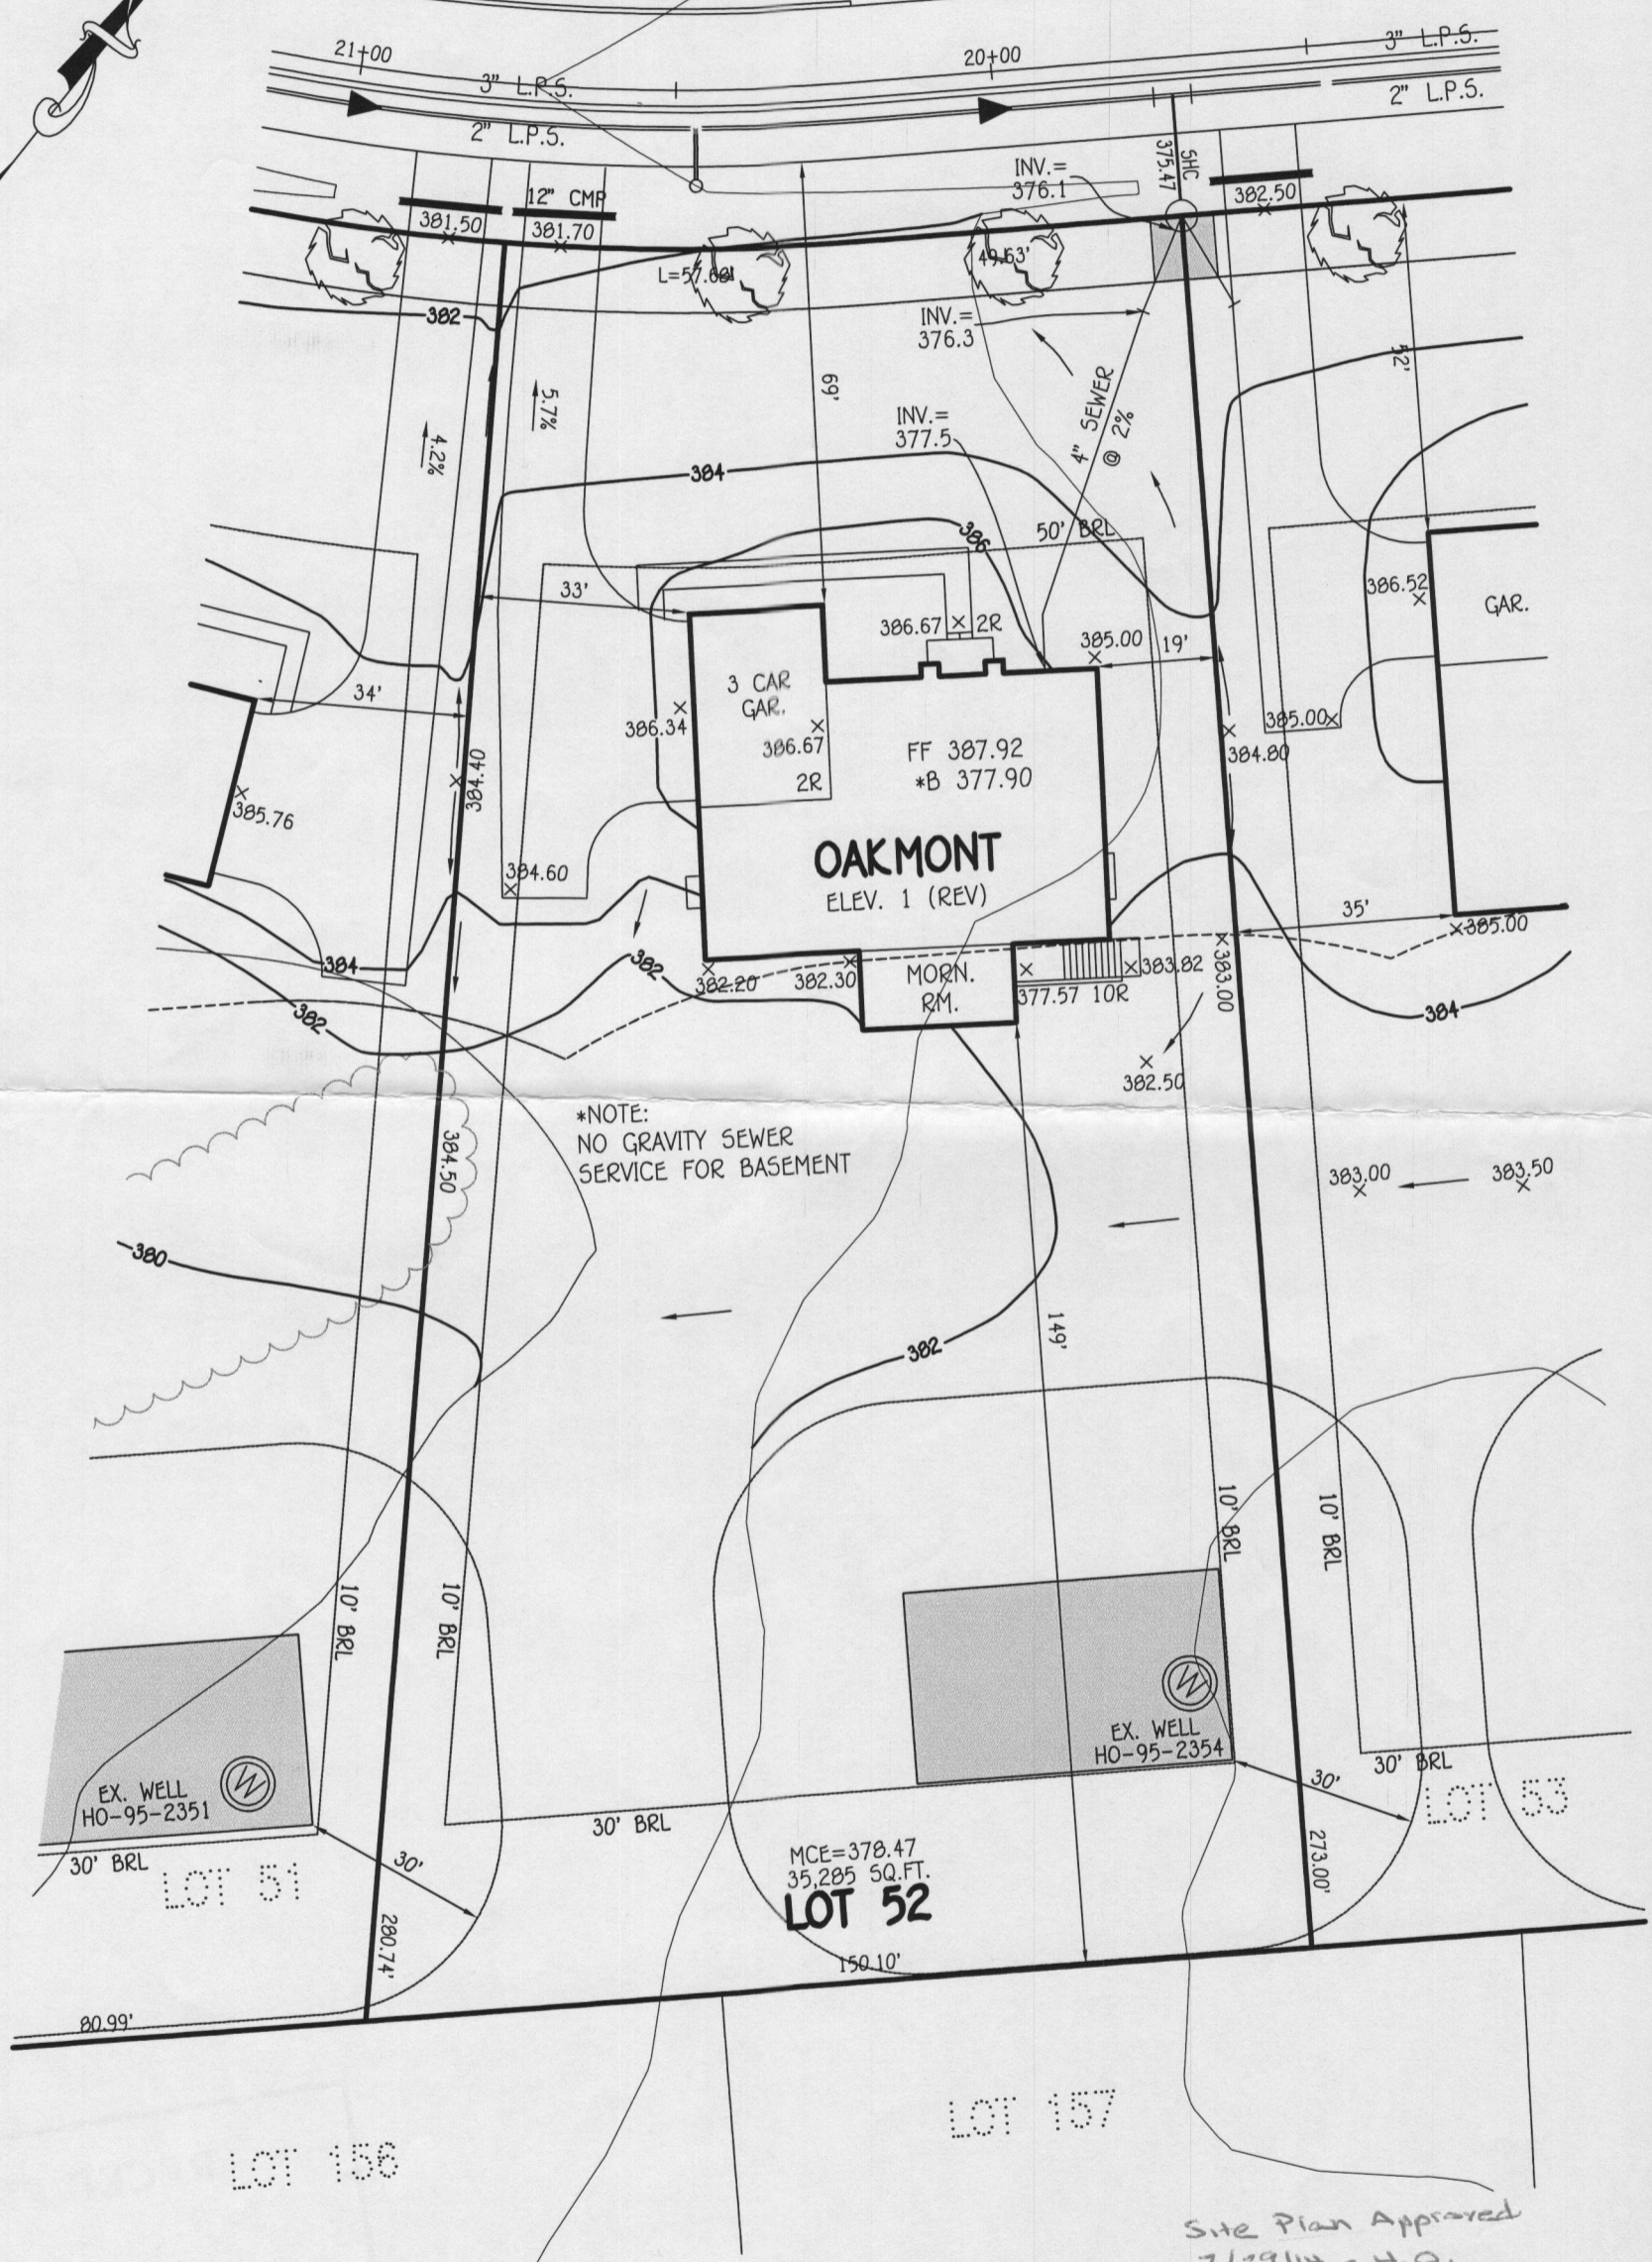 21+00
20+00
3" L.P.S.
3" L.P.S.
2" L.P.S.
2" L.P.S.
INV.=
376.1
SHC
375.47
12" CMP
381.50
381.70
382.50
L=57.68'
49.63'
382
INV.=
376.3
69'
52'
5.7%
4.2%
INV.=
377.5
4" SEWER
@ 2%
384
386
50' BRL
33'
386.67
2R
385.00
19'
386.52
GAR.
34'
3 CAR
GAR.
386.34
386.67
2R
FF 387.92
*B 377.90
385.00
384.80
384.40
385.76
OAKMONT
ELEV. 1 (REV)
384.60
35'
385.00
384
382
382.20
382.30
MORN.
RM.
383.82
377.57 10R
383.00
384
382
382.50
*NOTE:
NO GRAVITY SEWER
SERVICE FOR BASEMENT
384.50
383.00
383.50
380
149'
382
10' BRL
10' BRL
10' BRL
10' BRL
EX. WELL
HO-95-2354
EX. WELL
HO-95-2351
30' BRL
30' BRL
30' BRL
30'
30'
LOT 53
LOT 51
MCE=378.47
35,285 SQ.FT.
LOT 52
273.00'
280.74'
150.10'
80.99'
LOT 157
LOT 156
Site Plan Approved